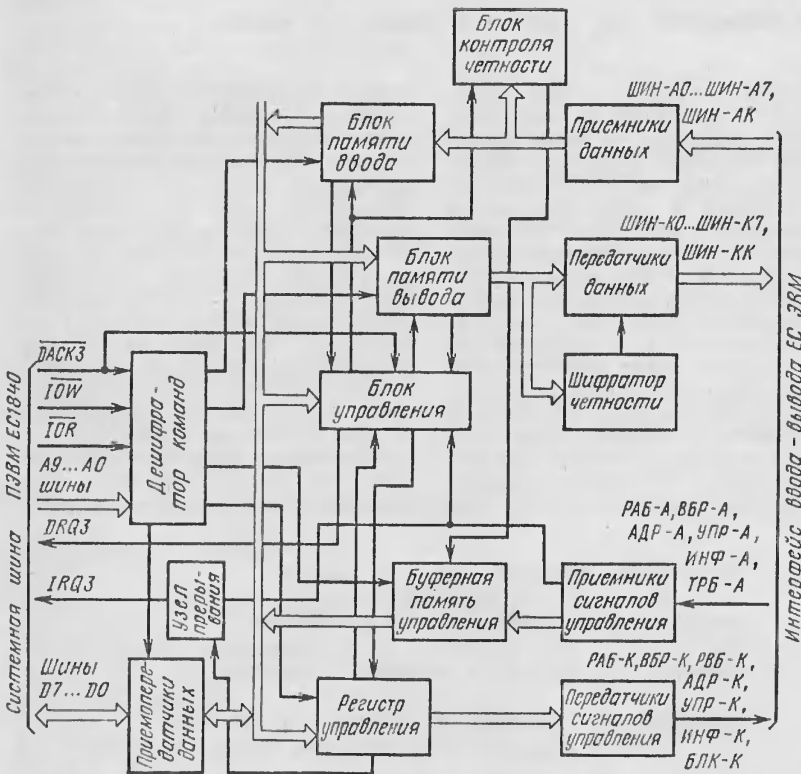 Блок
контроля
четности
ШИН-А0...ШИН-А7,
ШИН-АК
Блок
памяти
ввода
Приемники
данных
ШИН-К0...ШИН-К7,
ШИН-КК
Блок
памяти
вывода
Передатчики
данных
Шифратор
четности
Блок
управления
Системная шина ПЭВМ ЕС1840
DACK3
IOW
IOR
A9...A0
шины
DRQ3
IRQ3
Шины
D7...D0
Дешифра-
тор команд
Узел
преры-
вания
Приемопере-
датчики
данных
Буферная
память
управления
Регистр
управления
РАБ-А, ВБР-А,
АДР-А, УПР-А,
ИНФ-А,
ТРБ-А
Приемники
сигналов
управления
РАБ-К, ВБР-К, РВБ-К,
АДР-К,
УПР-К,
ИНФ-К,
БЛК-К
Передатчики
сигналов
управления
Интерфейс ввода-вывода ЕС ЭВМ